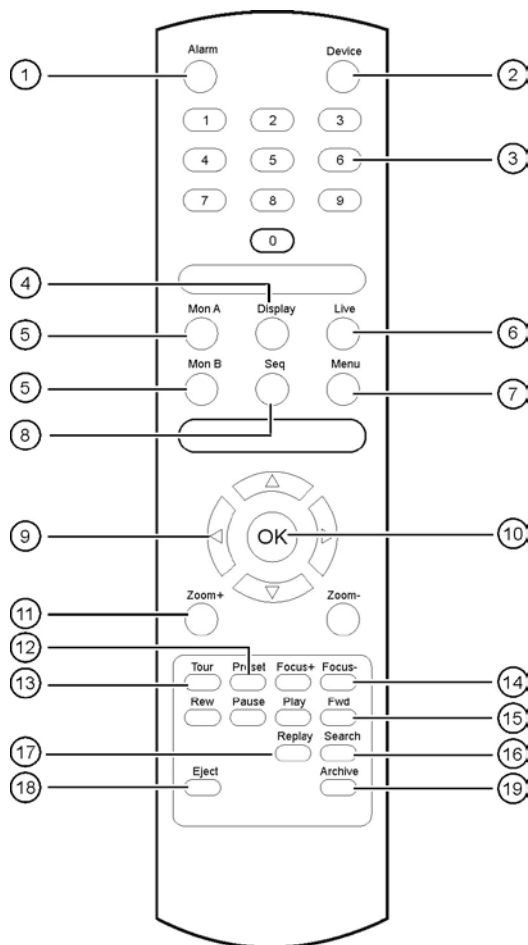 Alarm Device
1 2
1 2 3
4 5 6 3
7 8 9
0
4
Mon A Display Live
5 6
Mon B Seq Menu
5 7
8
9 OK 10
Zoom+ Zoom-
11
12
Tour Preset Focus+ Focus-
13 14
Rew Pause Play Fwd
15
Replay Search
17 16
Eject Archive
18 19